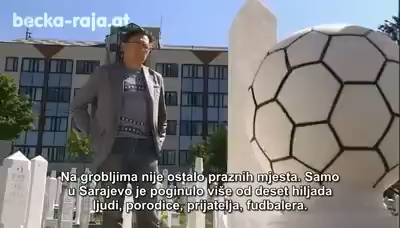 becka-raja.at
Na grobljima nije ostalo praznih mjesta. Samo
u Sarajevo je poginulo više od deset hiljada
ljudi, porodice, prijatelja, fudbalera.